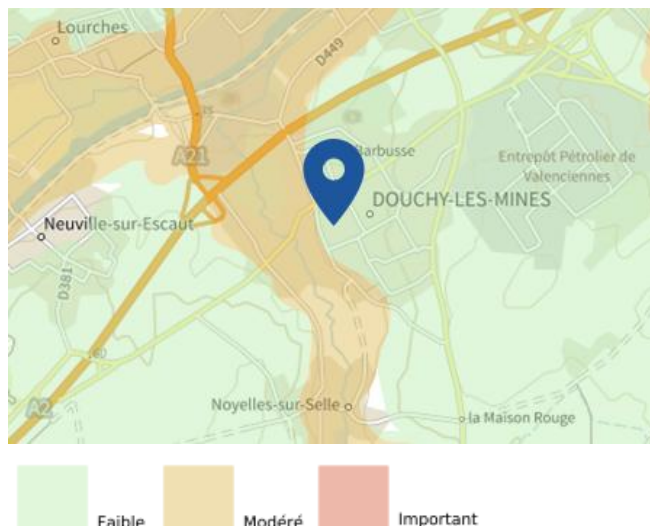 Lourches
D449
A21
Barbusse
Entrepôt Pétrolier de
Valenciennes
DOUCHY-LES-MINES
Neuville-sur-Escaut
D381
A2
Noyelles-sur-Selle
la Maison Rouge
Faible
Modéré
Important